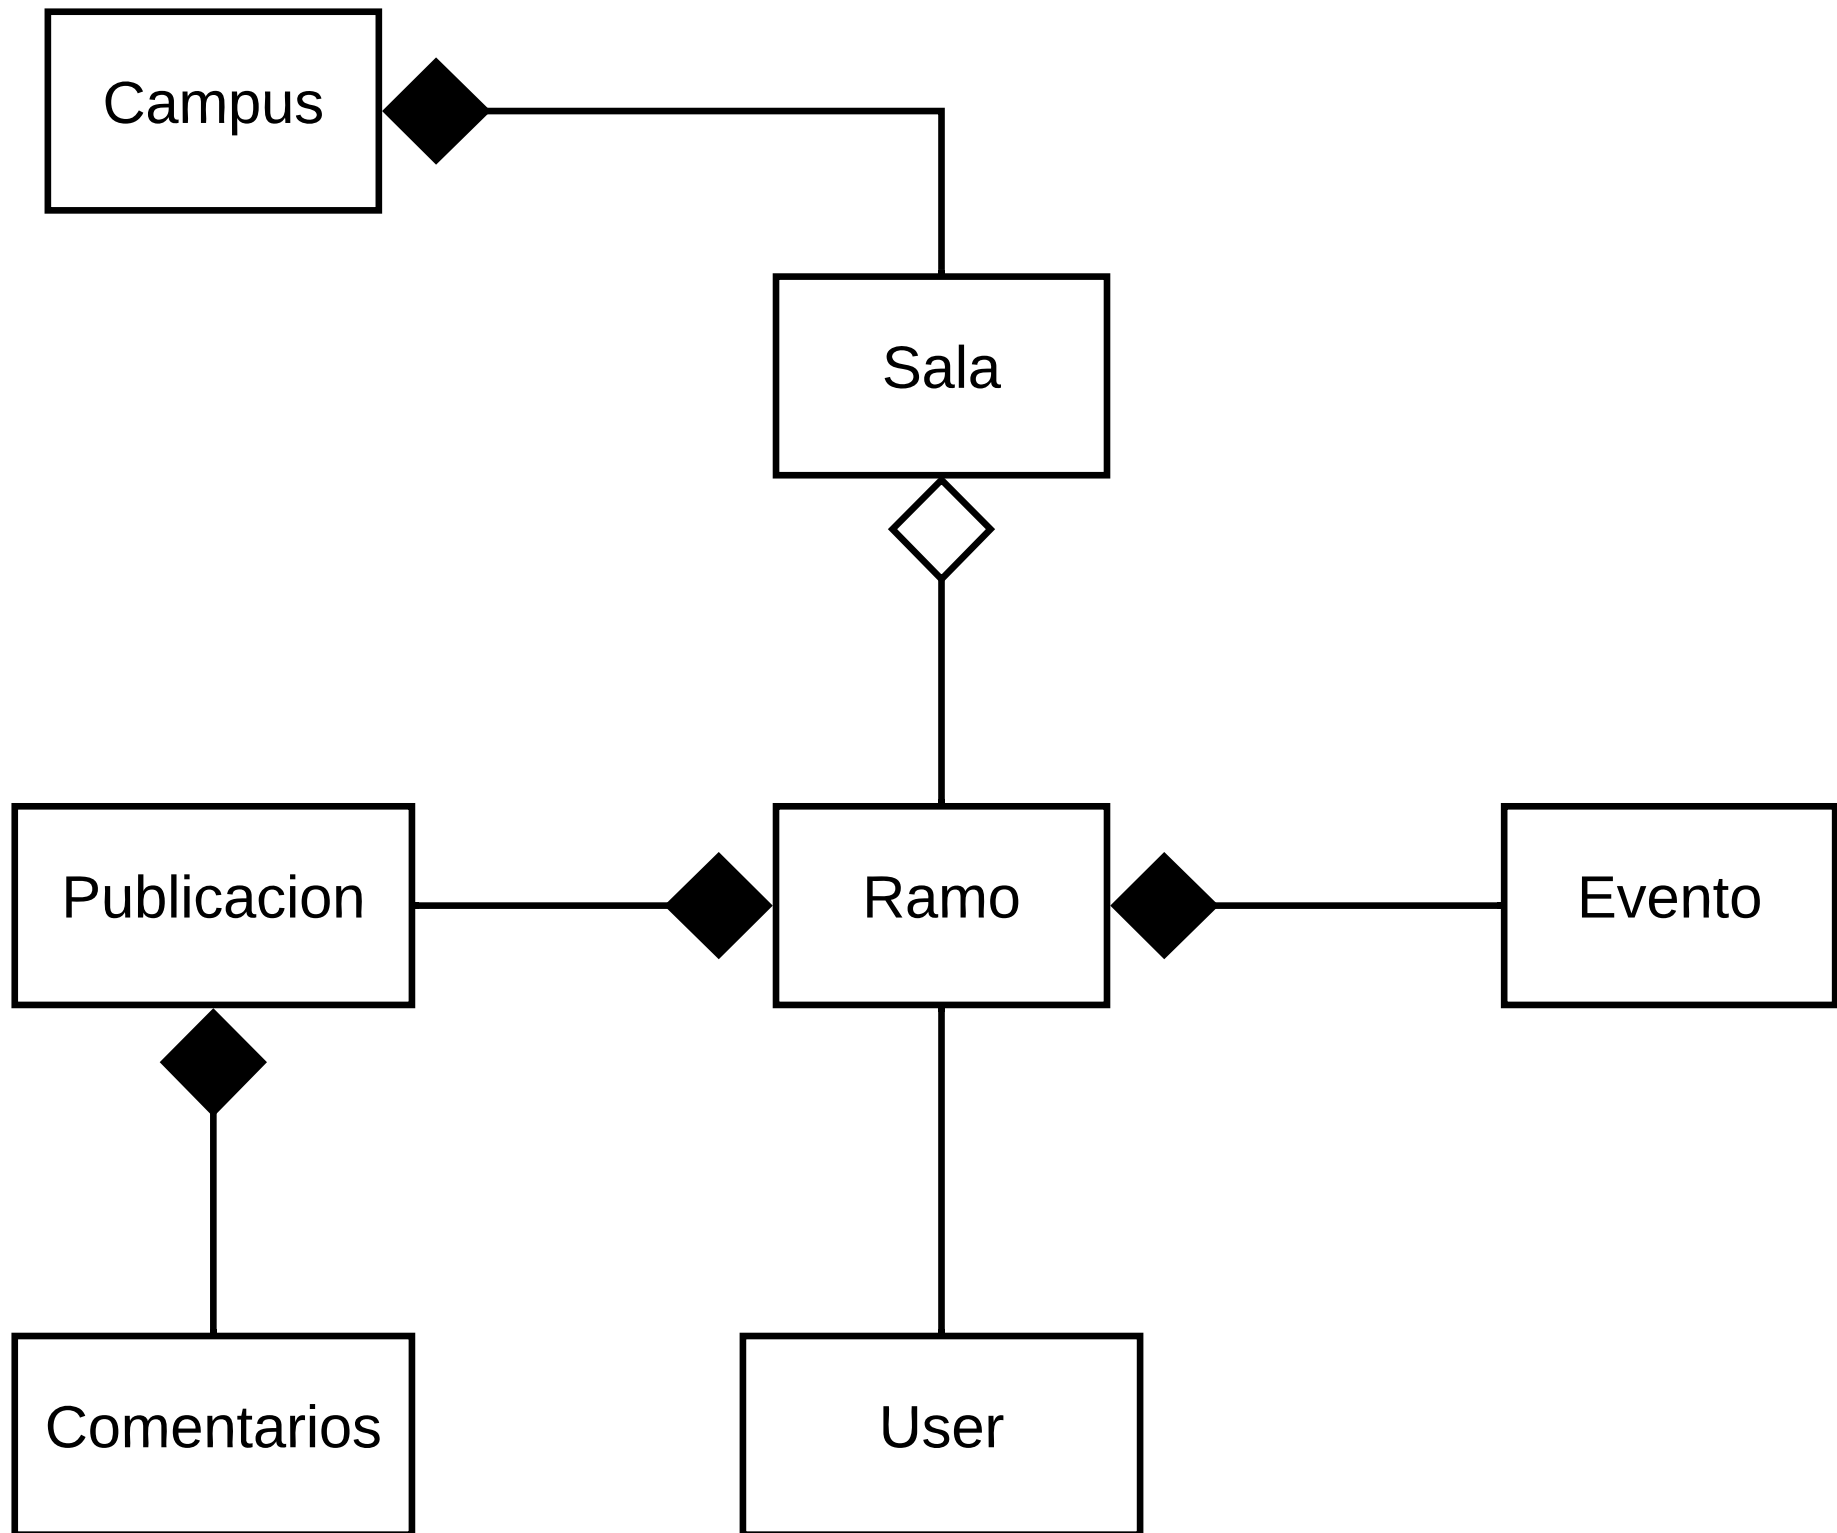 Campus
Sala
Publicacion
Ramo
Evento
Comentarios
User